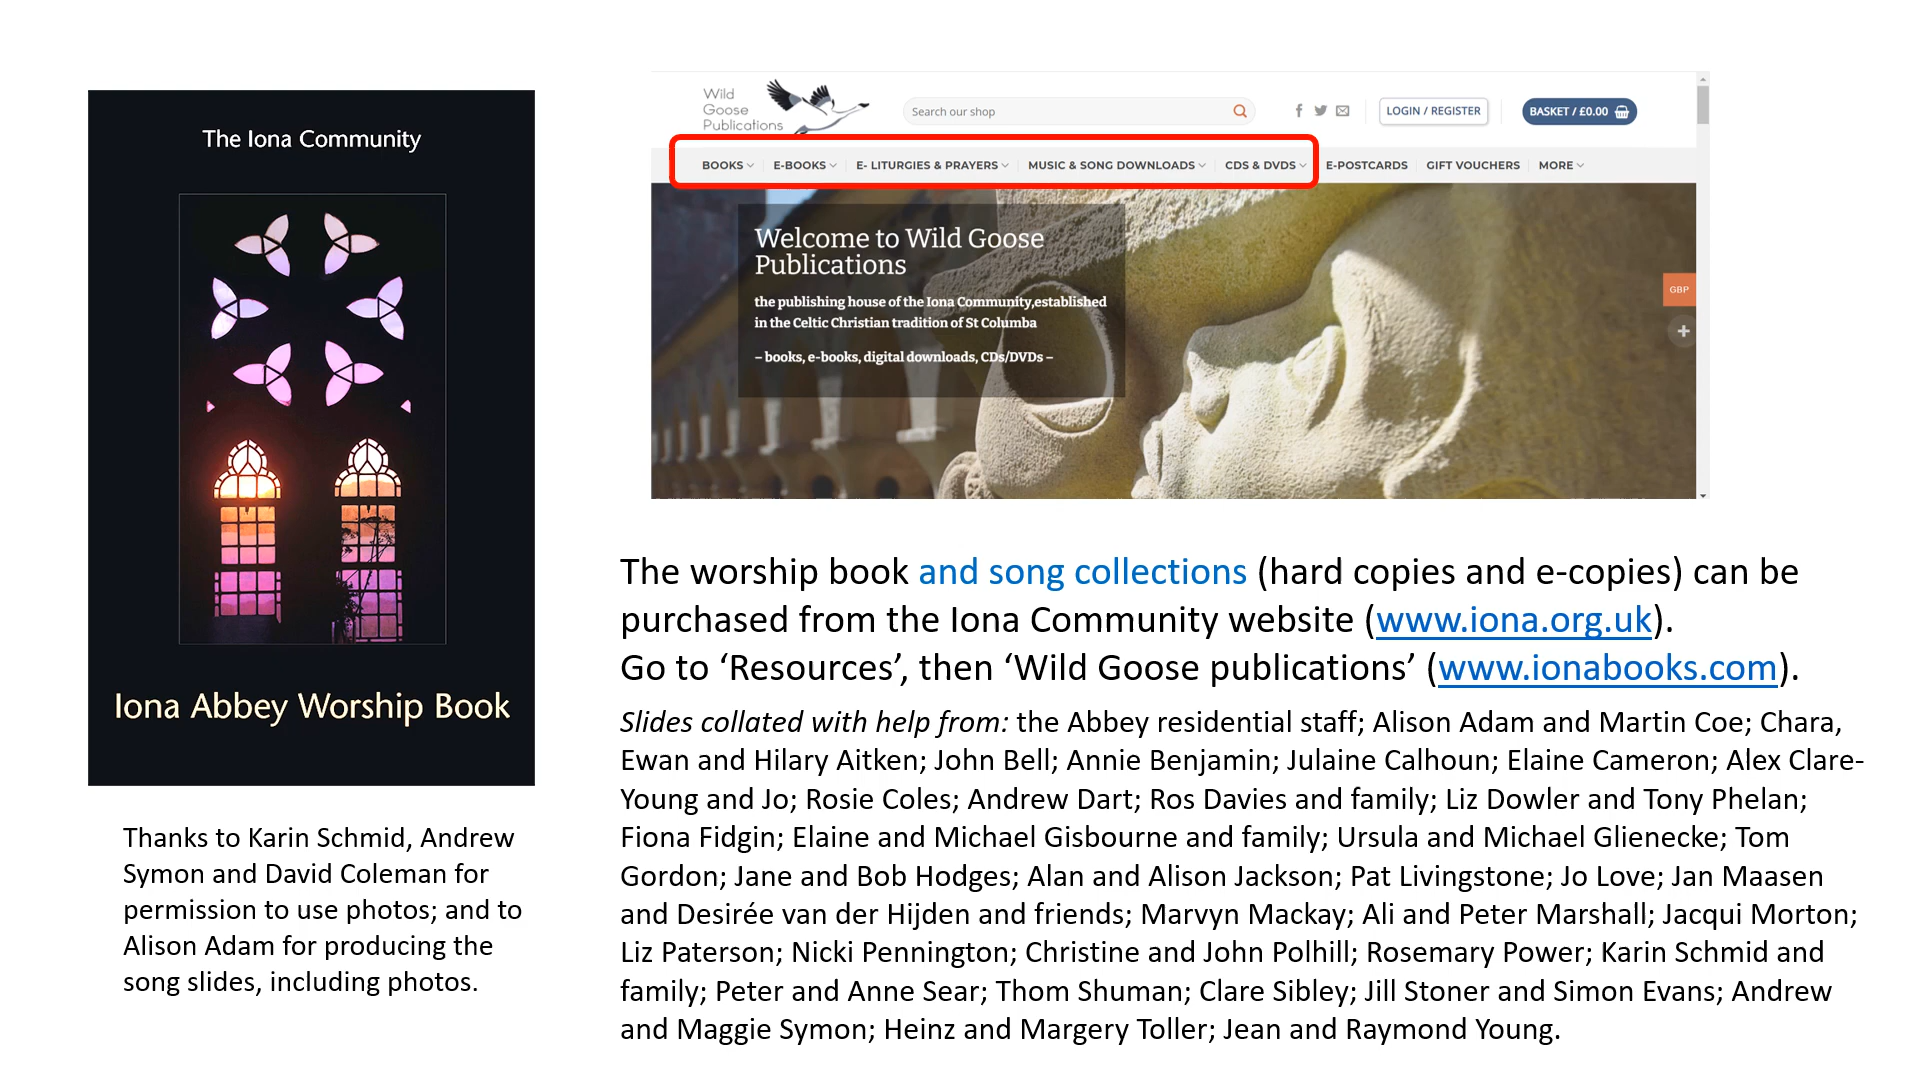 The Iona Community
Iona Abbey Worship Book
Thanks to Karin Schmid, Andrew
Symon and David Coleman for
permission to use photos; and to
Alison Adam for producing the
song slides, including photos.
Wild
Goose
Publications
Search our shop
LOGIN / REGISTER
BASKET / £0.00
BOOKS
E-BOOKS
E- LITURGIES & PRAYERS
MUSIC & SONG DOWNLOADS
CDS & DVDS
E-POSTCARDS
GIFT VOUCHERS
MORE
Welcome to Wild Goose
Publications
the publishing house of the Iona Community,established
in the Celtic Christian tradition of St Columba
– books, e-books, digital downloads, CDs/DVDs –
GBP
The worship book and song collections (hard copies and e-copies) can be
purchased from the Iona Community website (www.iona.org.uk).
Go to ‘Resources’, then ‘Wild Goose publications’ (www.ionabooks.com).
Slides collated with help from: the Abbey residential staff; Alison Adam and Martin Coe; Chara,
Ewan and Hilary Aitken; John Bell; Annie Benjamin; Julaine Calhoun; Elaine Cameron; Alex Clare-
Young and Jo; Rosie Coles; Andrew Dart; Ros Davies and family; Liz Dowler and Tony Phelan;
Fiona Fidgin; Elaine and Michael Gisbourne and family; Ursula and Michael Glienecke; Tom
Gordon; Jane and Bob Hodges; Alan and Alison Jackson; Pat Livingstone; Jo Love; Jan Maasen
and Desirée van der Hijden and friends; Marvyn Mackay; Ali and Peter Marshall; Jacqui Morton;
Liz Paterson; Nicki Pennington; Christine and John Polhill; Rosemary Power; Karin Schmid and
family; Peter and Anne Sear; Thom Shuman; Clare Sibley; Jill Stoner and Simon Evans; Andrew
and Maggie Symon; Heinz and Margery Toller; Jean and Raymond Young.